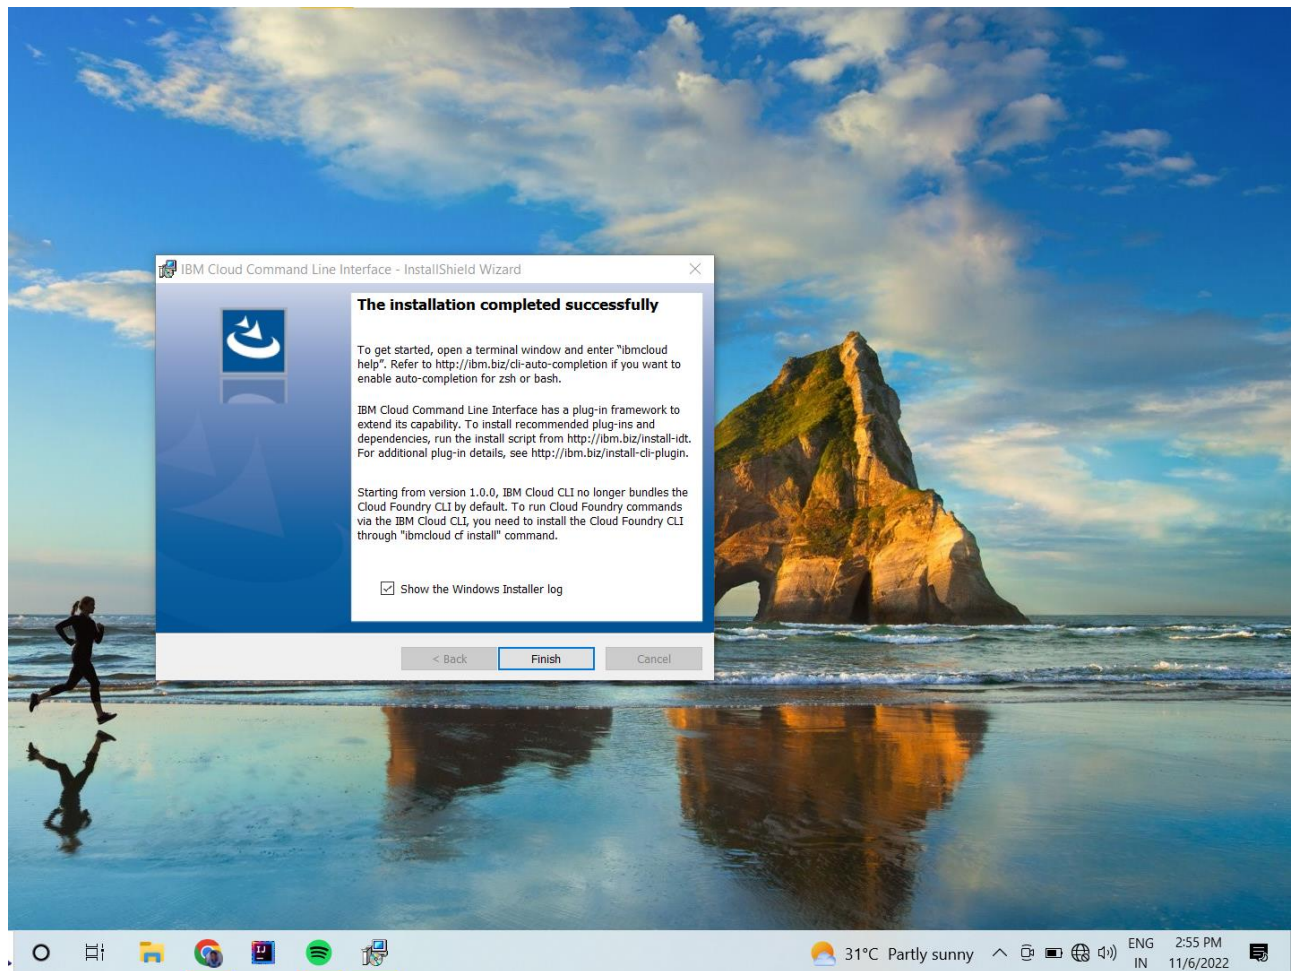 IBM Cloud Command Line Interface - InstallShield Wizard
The installation completed successfully
To get started, open a terminal window and enter "ibmcloud
help". Refer to http://ibm.biz/cli-auto-completion if you want to
enable auto-completion for zsh or bash.
IBM Cloud Command Line Interface has a plug-in framework to
extend its capability. To install recommended plug-ins and
dependencies, run the install script from http://ibm.biz/install-idt.
For additional plug-in details, see http://ibm.biz/install-cli-plugin.
Starting from version 1.0.0, IBM Cloud CLI no longer bundles the
Cloud Foundry CLI by default. To run Cloud Foundry commands
via the IBM Cloud CLI, you need to install the Cloud Foundry CLI
through "ibmcloud cf install" command.
Show the Windows Installer log
< Back Finish Cancel
IJ
31°C Partly sunny
ENG
IN
2:55 PM
11/6/2022